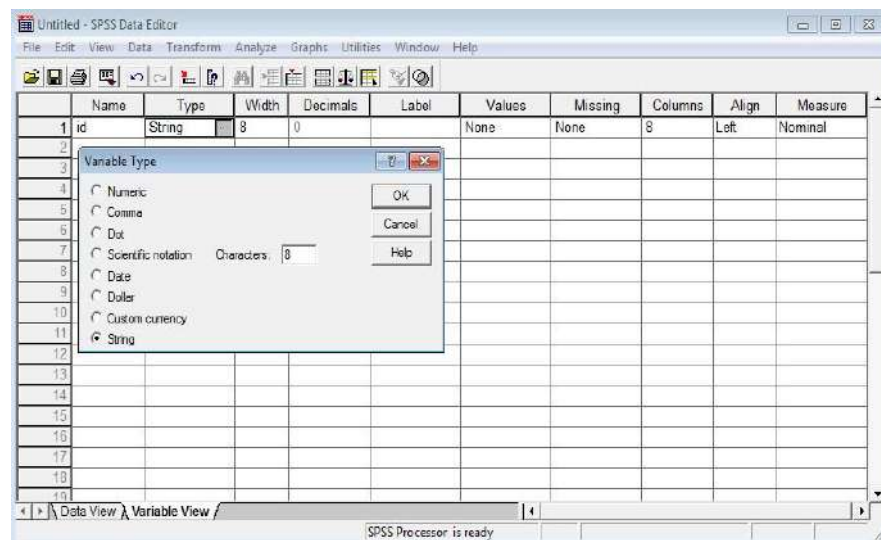 Untitled - SPSS Data Editor
File Edit View Data Transform Analyze Graphs Utilities Window Help
Name Type Width Decimals Label Values Missing Columns Align Measure
1 id String 8 0 None None 8 Left Nominal
2
3
4
5
6
7
8
9
10
11
12
13
14
15
16
17
18
19
Variable Type
Numeric
Comma
Dot
Scientific notation Characters: 8
Date
Doller
Custom currency
String
OK
Cancel
Help
Data View Variable View
SPSS Processor is ready